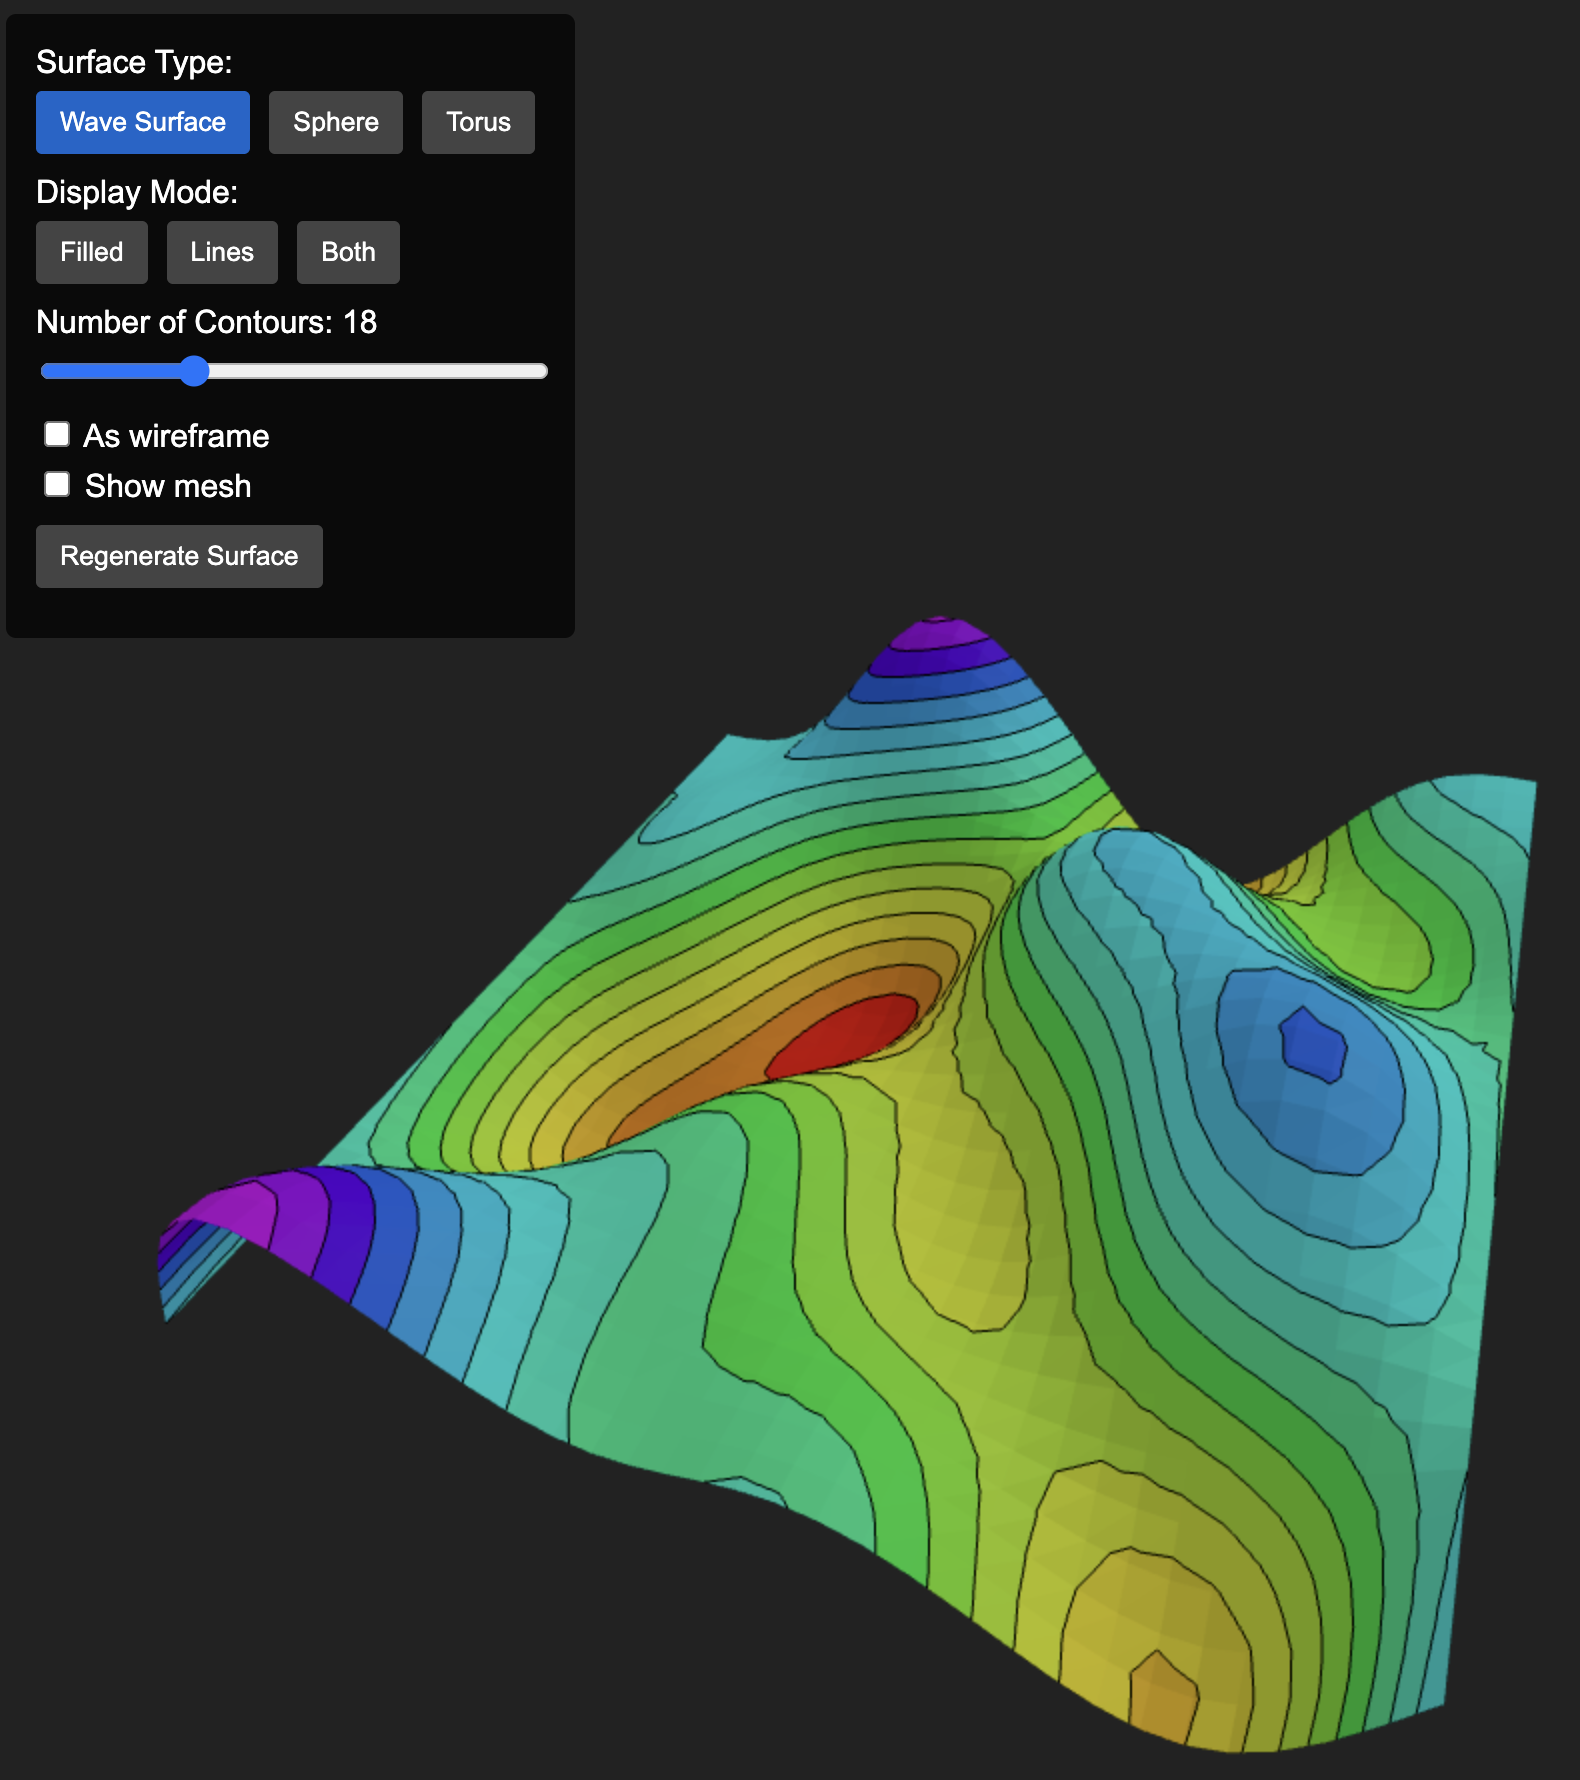 Surface Type:
Wave Surface Sphere Torus
Display Mode:
Filled Lines Both
Number of Contours: 18
As wireframe
Show mesh
Regenerate Surface